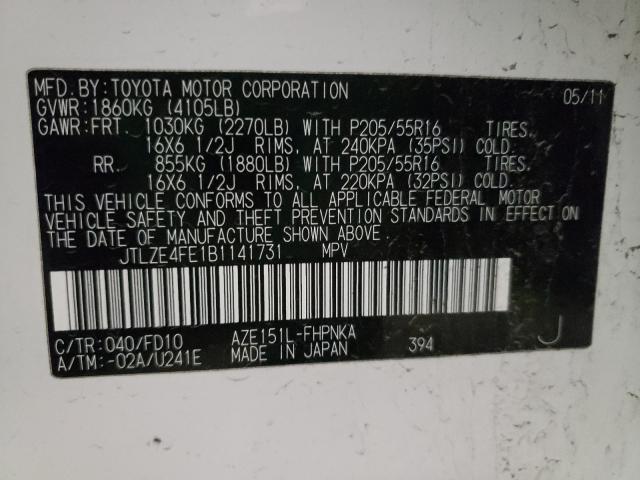 MFD.BY:TOYOTA MOTOR CORPORATION 05/11
GVWR:1860KG (4105LB)
GAWR:FRT. 1030KG (2270LB) WITH P205/55R16 TIRES.
16X6 1/2J RIMS, AT 240KPA (35PSI) COLD.
RR. 855KG (1880LB) WITH P205/55R16 TIRES.
16X6 1/2J RIMS, AT 220KPA (32PSI) COLD.
THIS VEHICLE CONFORMS TO ALL APPLICABLE FEDERAL MOTOR
VEHICLE SAFETY AND THEFT PREVENTION STANDARDS IN EFFECT ON
THE DATE OF MANUFACTURE SHOWN ABOVE.
JTLZE4FE1B1141731 MPV
C/TR:040/FD10 AZE151L-FHPNKA
A/TM:-02A/U241E MADE IN JAPAN 394 J